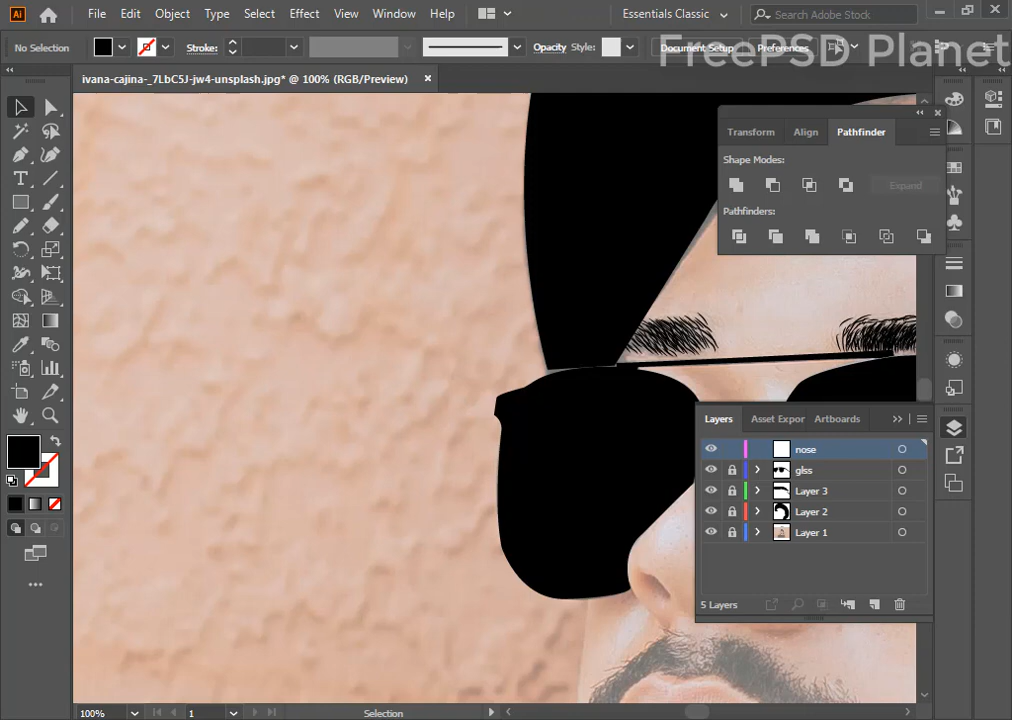 Ai File Edit Object Type Select Effect View Window Help Essentials Classic Search Adobe Stock
No Selection Stroke: Opacity Style: Document Setup Preferences
FreePSD Planet
ivana-cajina-_7LbC5J-jw4-unsplash.jpg* @ 100% (RGB/Preview)
Transform Align Pathfinder
Shape Modes:
Expand
Pathfinders:
Layers Asset Expor Artboards
nose
glss
Layer 3
Layer 2
Layer 1
5 Layers
100% 1 Selection